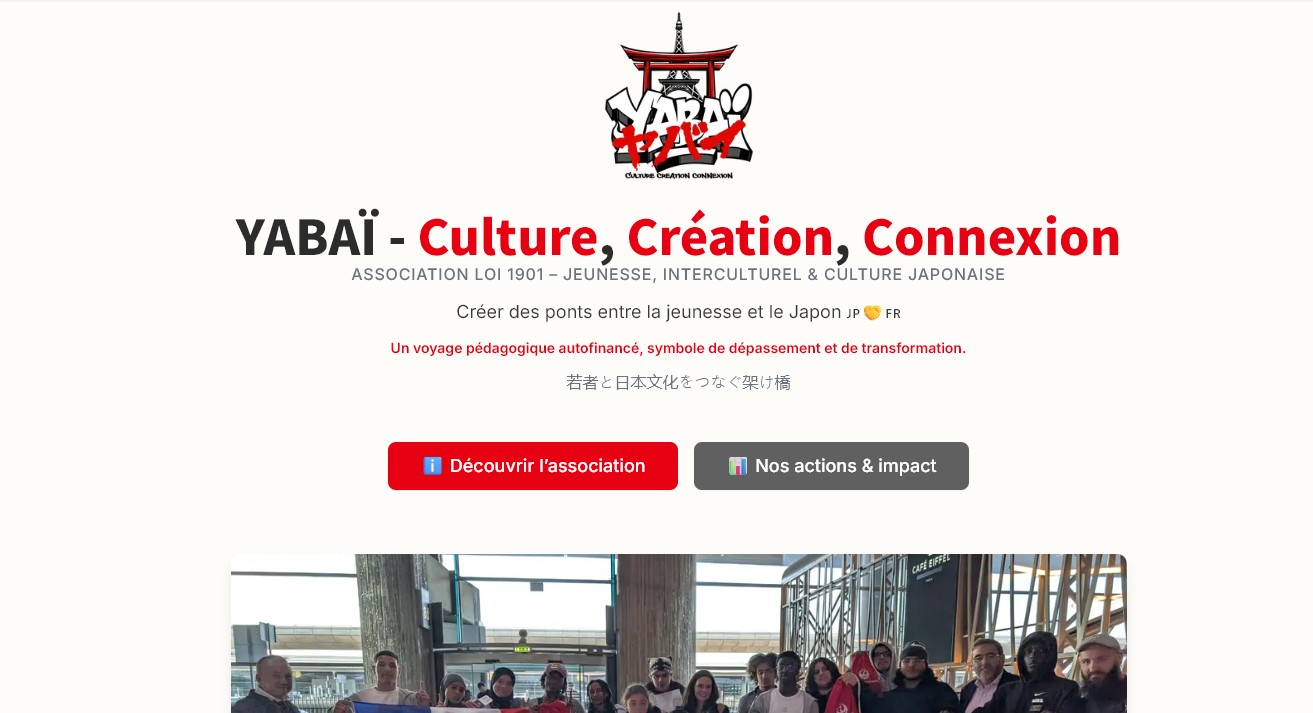 YABAÏ
ヤバイ
CULTURE CREATION CONNEXION
YABAÏ - Culture, Création, Connexion
ASSOCIATION LOI 1901 – JEUNESSE, INTERCULTUREL & CULTURE JAPONAISE
Créer des ponts entre la jeunesse et le Japon JP🤝FR
Un voyage pédagogique autofinancé, symbole de dépassement et de transformation.
若者と日本文化をつなぐ架け橋
ℹ️ Découvrir l’association
📊 Nos actions & impact
CAFÉ EIFFEL